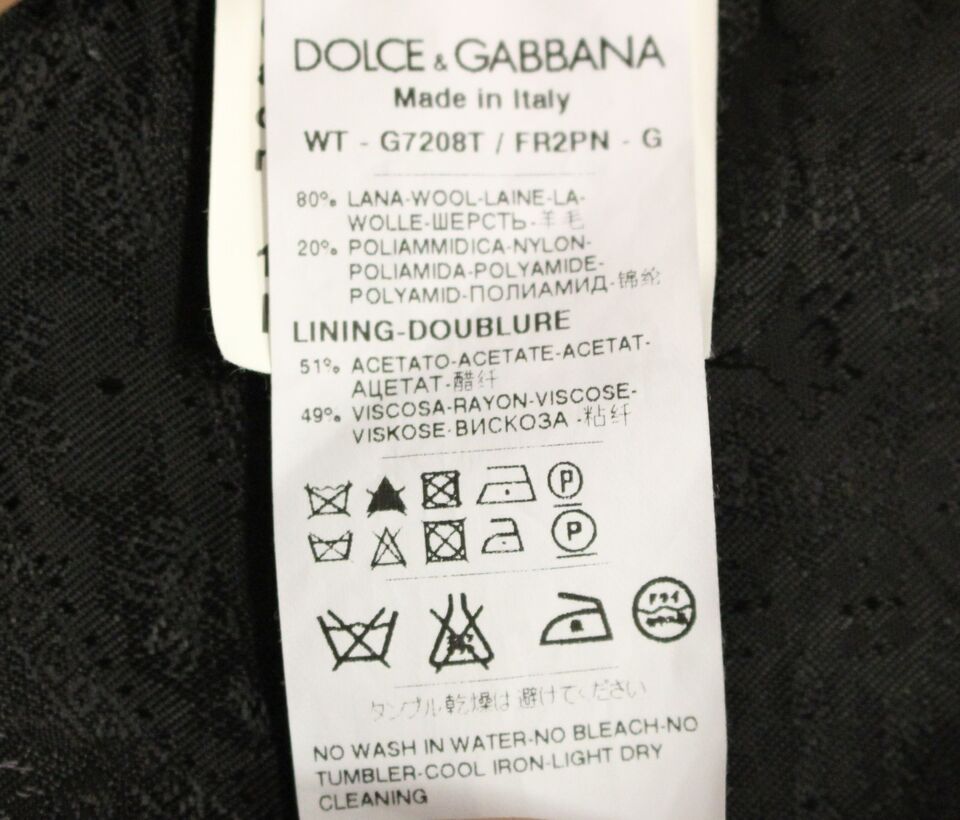 DOLCE & GABBANA
Made in Italy
WT - G7208T / FR2PN - G
80% LANA-WOOL-LAINE-LA-
WOLLE-ШЕРСТЬ-羊毛
20% POLIAMMIDICA-NYLON-
POLIAMIDA-POLYAMIDE-
POLYAMID-ПОЛИАМИД-锦纶
LINING-DOUBLURE
51% ACETATO-ACETATE-ACETAT-
АЦЕТАТ-醋纤
49% VISCOSA-RAYON-VISCOSE-
VISKOSE-ВИСКОЗА -粘纤
P
P
ドライ
タンブル乾燥は避けてください
NO WASH IN WATER-NO BLEACH-NO
TUMBLER-COOL IRON-LIGHT DRY
CLEANING